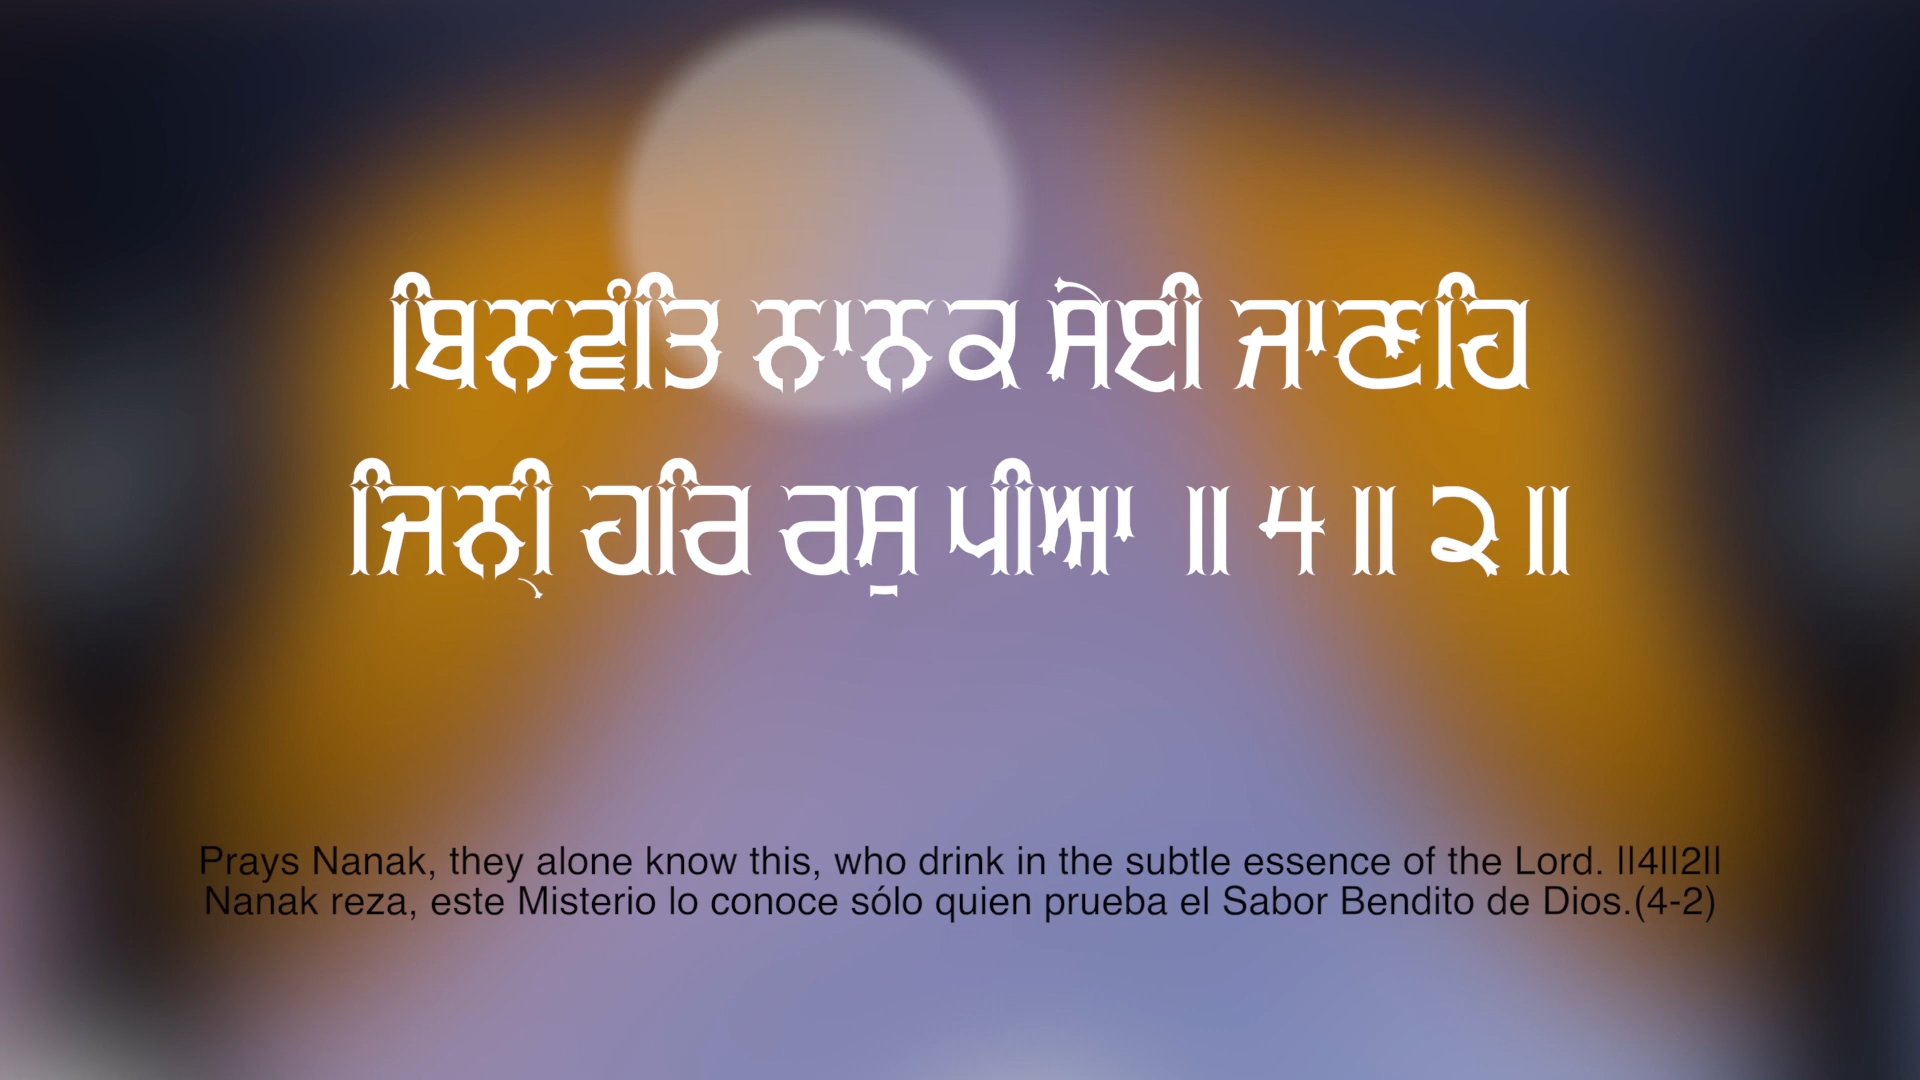 ਬਿਨਵੰਤਿ ਨਾਨਕ ਸੇਈ ਜਾਣਹਿ
ਜਿਨੑੀ ਹਰਿ ਰਸੁ ਪੀਆ ॥ ੪ ॥ ੨ ॥
Prays Nanak, they alone know this, who drink in the subtle essence of the Lord. ||4||2||
Nanak reza, este Misterio lo conoce sólo quien prueba el Sabor Bendito de Dios.(4-2)